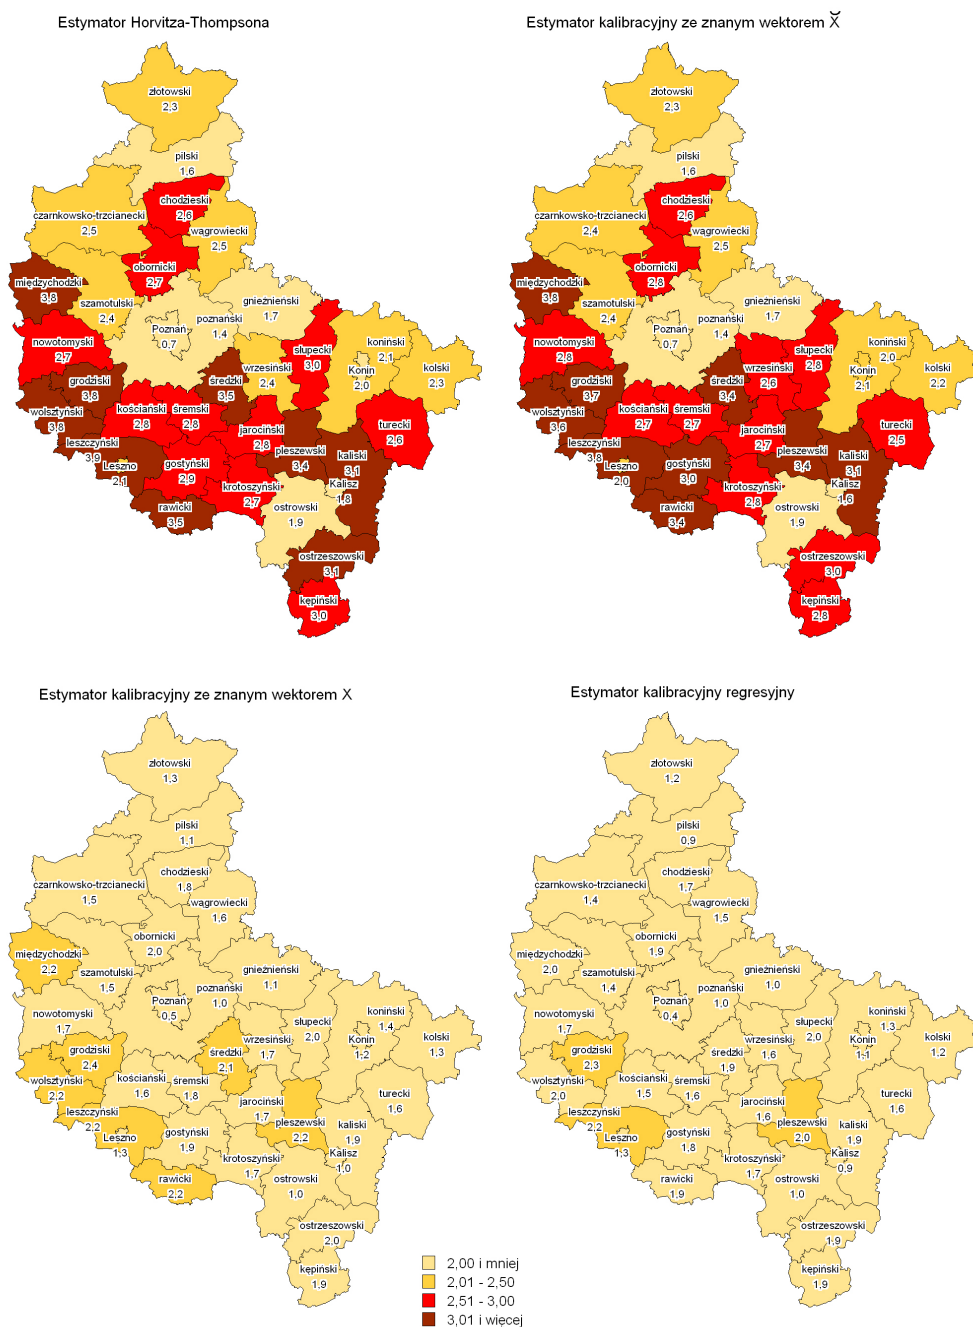 Estymator Horvitza-Thompsona
złotowski
2,3
pilski
1,6
chodzieski
2,6
czarnkowsko-trzcianecki
2,5
wągrowiecki
2,5
obornicki
2,7
międzychodzki
3,8
szamotulski
2,4
gnieźnieński
1,7
poznański
1,4
Poznań
0,7
nowotomyski
2,7
słupecki
3,0
koniński
2,1
Konin
2,0
kolski
2,3
wrzesiński
2,4
średzki
3,5
grodziski
3,8
wolsztyński
3,8
kościański
2,8
śremski
2,8
jarociński
2,8
turecki
2,6
leszczyński
3,9
Leszno
2,1
gostyński
2,9
pleszewski
3,4
kaliski
3,1
Kalisz
1,8
krotoszyński
2,7
rawicki
3,5
ostrowski
1,9
ostrzeszowski
3,1
kępiński
3,0
Estymator kalibracyjny ze znanym wektorem X̆
złotowski
2,3
pilski
1,6
chodzieski
2,6
czarnkowsko-trzcianecki
2,4
wągrowiecki
2,5
obornicki
2,8
międzychodzki
3,8
szamotulski
2,4
gnieźnieński
1,7
poznański
1,4
Poznań
0,7
nowotomyski
2,8
słupecki
2,8
koniński
2,0
Konin
2,1
kolski
2,2
wrzesiński
2,6
średzki
3,4
grodziski
3,7
wolsztyński
3,6
kościański
2,7
śremski
2,7
jarociński
2,7
turecki
2,5
leszczyński
3,8
Leszno
2,0
gostyński
3,0
pleszewski
3,4
kaliski
3,1
Kalisz
1,6
krotoszyński
2,8
rawicki
3,4
ostrowski
1,9
ostrzeszowski
3,0
kępiński
2,8
Estymator kalibracyjny ze znanym wektorem X
złotowski
1,3
pilski
1,1
chodzieski
1,8
czarnkowsko-trzcianecki
1,5
wągrowiecki
1,6
obornicki
2,0
międzychodzki
2,2
szamotulski
1,5
gnieźnieński
1,1
poznański
1,0
Poznań
0,5
nowotomyski
1,7
słupecki
2,0
koniński
1,4
Konin
1,2
kolski
1,3
wrzesiński
1,7
średzki
2,1
grodziski
2,4
wolsztyński
2,2
kościański
1,6
śremski
1,8
jarociński
1,7
turecki
1,6
leszczyński
2,2
Leszno
1,3
gostyński
1,9
pleszewski
2,2
kaliski
1,9
Kalisz
1,0
krotoszyński
1,7
rawicki
2,2
ostrowski
1,0
ostrzeszowski
2,0
kępiński
1,9
Estymator kalibracyjny regresyjny
złotowski
1,2
pilski
0,9
chodzieski
1,7
czarnkowsko-trzcianecki
1,4
wągrowiecki
1,5
obornicki
1,9
międzychodzki
2,0
szamotulski
1,4
gnieźnieński
1,0
poznański
1,0
Poznań
0,4
nowotomyski
1,7
słupecki
2,0
koniński
1,3
Konin
1,1
kolski
1,2
wrzesiński
1,6
średzki
1,9
grodziski
2,3
wolsztyński
2,0
kościański
1,5
śremski
1,6
jarociński
1,6
turecki
1,6
leszczyński
2,2
Leszno
1,3
gostyński
1,8
pleszewski
2,0
kaliski
1,9
Kalisz
0,9
krotoszyński
1,7
rawicki
1,9
ostrowski
1,0
ostrzeszowski
1,9
kępiński
1,9
2,00 i mniej
2,01 - 2,50
2,51 - 3,00
3,01 i więcej